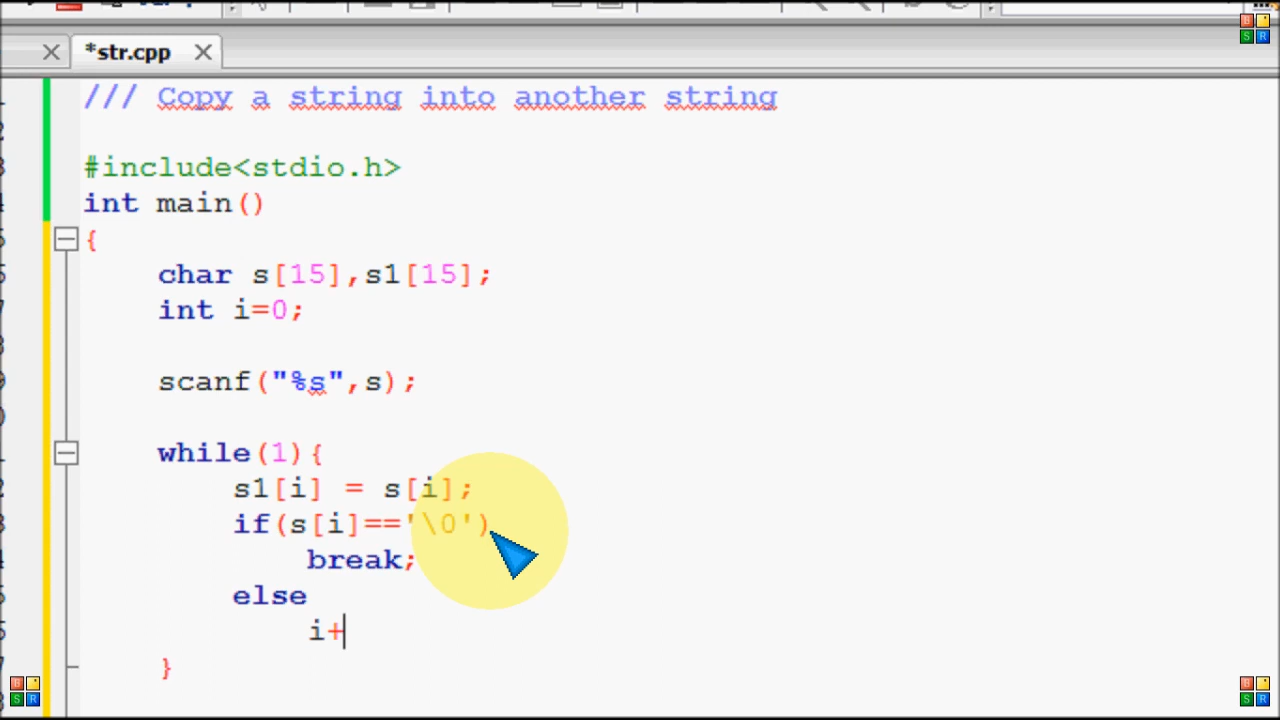 *str.cpp
/// Copy a string into another string
#include<stdio.h>
int main()
{
char s[15],s1[15];
int i=0;
scanf("%s",s);
while(1){
s1[i] = s[i];
if(s[i]=='\0')
break;
else
i+
}